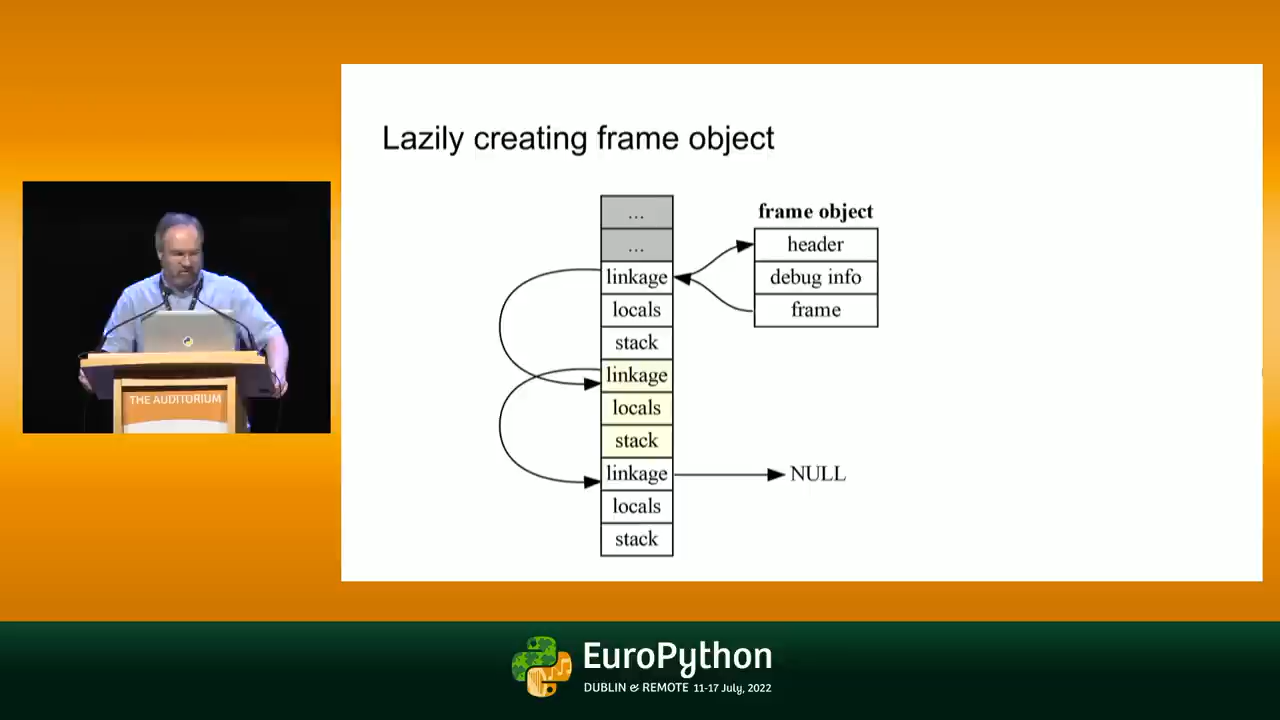 Lazily creating frame object
...
...
linkage
locals
stack
linkage
locals
stack
linkage
locals
stack
frame object
header
debug info
frame
NULL
THE AUDITORIUM
EuroPython
DUBLIN & REMOTE 11-17 July, 2022